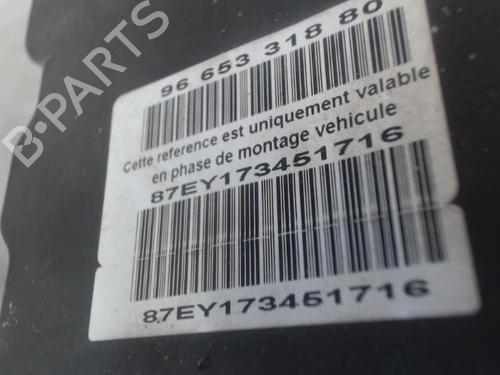 B-PARTS
96 653 318 80
Cette reference est uniquement valable
en phase de montage vehicule
87EY173451716
87EY173451716